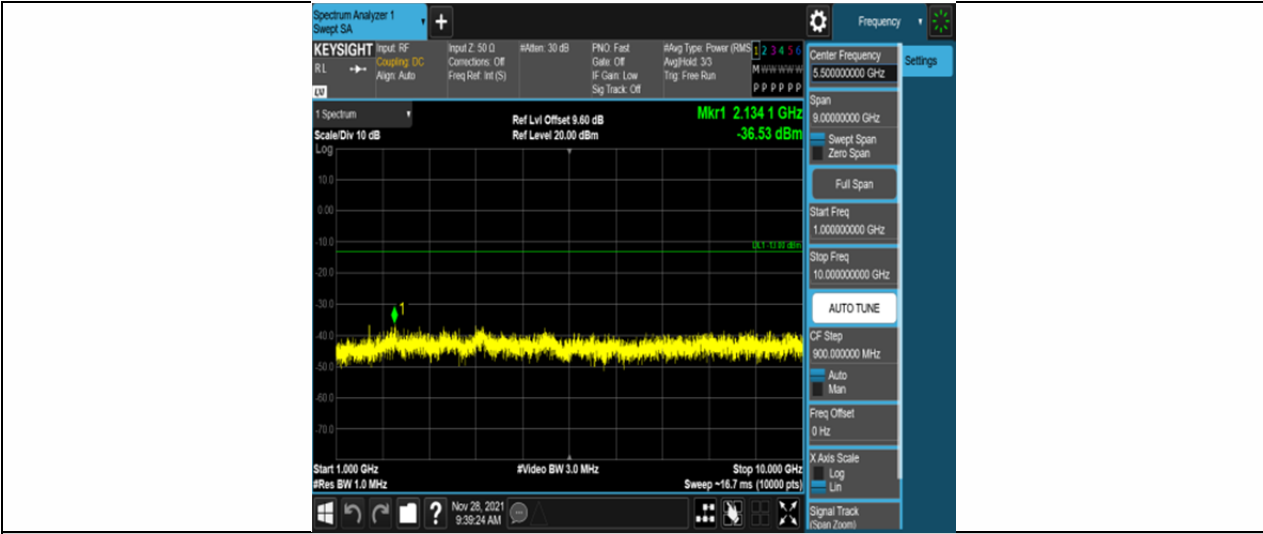 Spectrum Analyzer 1
Swept SA
+
Frequency
KEYSIGHT
RL
LV
Input: RF
Coupling: DC
Align: Auto
Input Z: 50 Ω
Corrections: Off
Freq Ref: Int (S)
#Atten: 30 dB
PNO: Fast
Gate: Off
IF Gain: Low
Sig Track: Off
#Avg Type: Power (RMS
Avg|Hold: 3/3
Trig: Free Run
1 2 3 4 5 6
M W W W W W
P P P P P P
Center Frequency
5.500000000 GHz
Settings
Span
9.00000000 GHz
Swept Span
Zero Span
Full Span
Start Freq
1.000000000 GHz
Stop Freq
10.000000000 GHz
AUTO TUNE
CF Step
900.000000 MHz
Auto
Man
Freq Offset
0 Hz
X Axis Scale
Log
Lin
Signal Track
(Span Zoom)
1 Spectrum
Scale/Div 10 dB
Ref Lvl Offset 9.60 dB
Ref Level 20.00 dBm
Mkr1 2.134 1 GHz
-36.53 dBm
Log
10.0
0.00
-10.0
DL1 -13.00 dBm
-20.0
-30.0
1
-40.0
-50.0
-60.0
-70.0
Start 1.000 GHz
#Video BW 3.0 MHz
Stop 10.000 GHz
#Res BW 1.0 MHz
Sweep ~16.7 ms (10000 pts)
?
Nov 28, 2021
9:39:24 AM